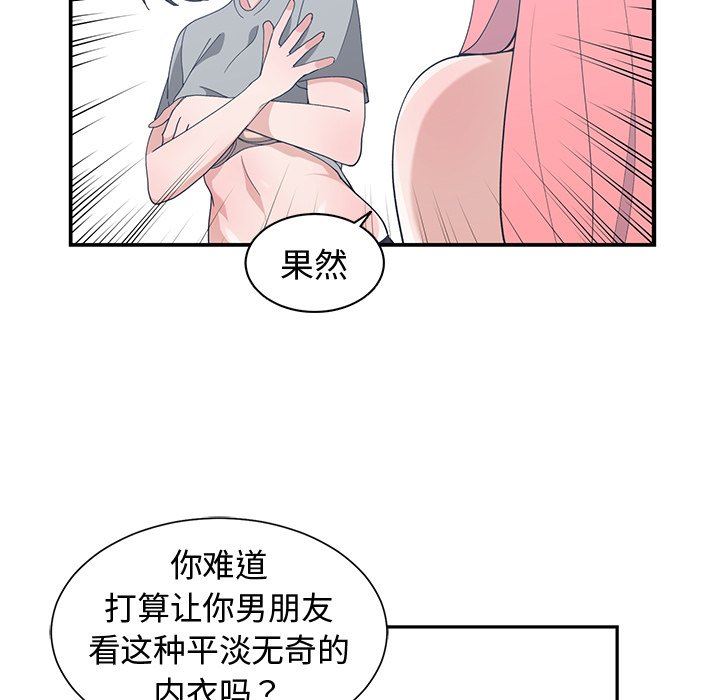 果然
你难道
打算让你男朋友
看这种平淡无奇的
内衣吗？